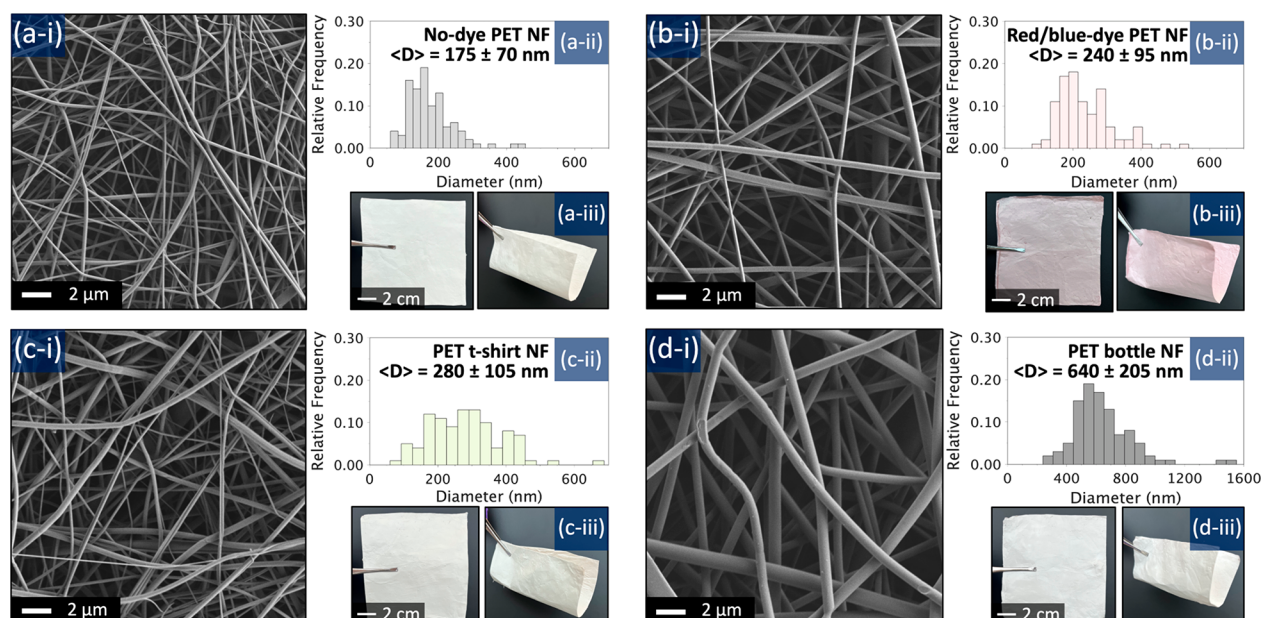 (a-i)
2 μm
0.30
0.20
0.10
0.00
Relative Frequency
No-dye PET NF
<D> = 175 ± 70 nm
(a-ii)
0 200 400 600
Diameter (nm)
2 cm
(a-iii)
(b-i)
2 μm
0.30
0.20
0.10
0.00
Relative Frequency
Red/blue-dye PET NF
<D> = 240 ± 95 nm
(b-ii)
0 200 400 600
Diameter (nm)
2 cm
(b-iii)
(c-i)
2 μm
0.30
0.20
0.10
0.00
Relative Frequency
PET t-shirt NF
<D> = 280 ± 105 nm
(c-ii)
0 200 400 600
Diameter (nm)
2 cm
(c-iii)
(d-i)
2 μm
0.30
0.20
0.10
0.00
Relative Frequency
PET bottle NF
<D> = 640 ± 205 nm
(d-ii)
0 400 800 1200 1600
Diameter (nm)
2 cm
(d-iii)